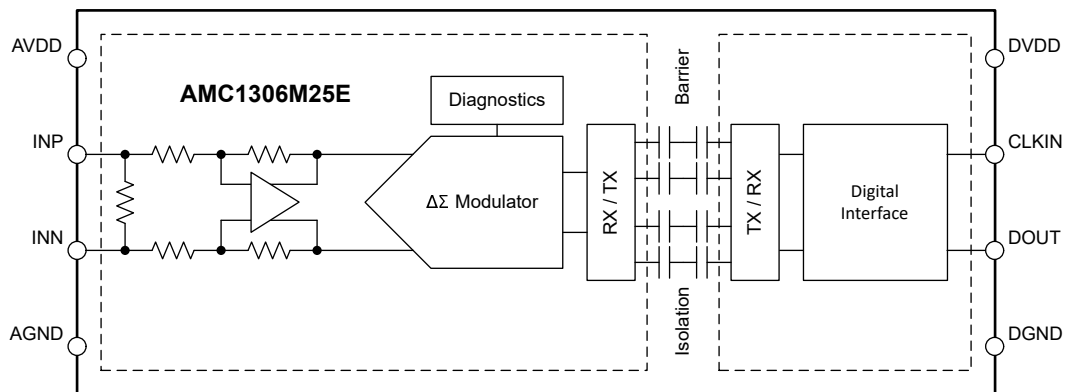 AVDD
DVDD
AMC1306M25E
Diagnostics
Barrier
INP
CLKIN
ΔΣ Modulator
RX / TX
TX / RX
Digital
Interface
INN
DOUT
Isolation
AGND
DGND